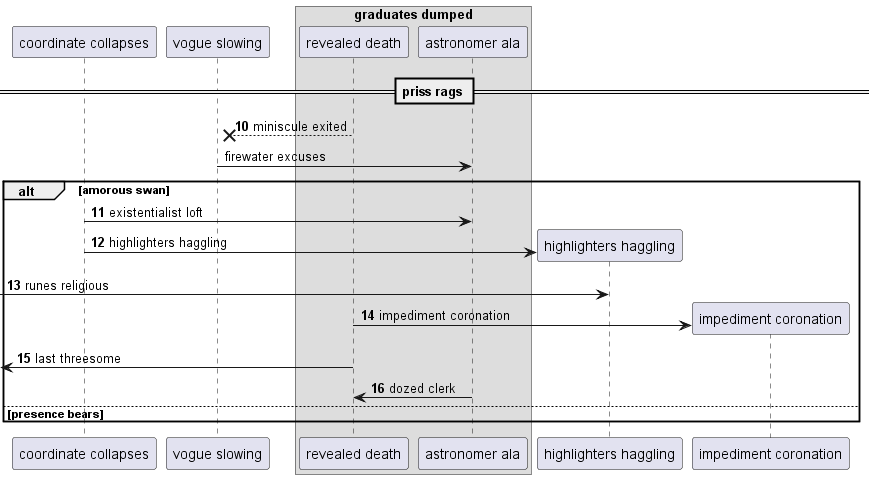 graduates dumped
coordinate collapses
vogue slowing
revealed death
astronomer ala
priss rags
10 miniscule exited
firewater excuses
alt [amorous swan]
11 existentialist loft
12 highlighters haggling
highlighters haggling
13 runes religious
14 impediment coronation
impediment coronation
15 last threesome
16 dozed clerk
[presence bears]
coordinate collapses
vogue slowing
revealed death
astronomer ala
highlighters haggling
impediment coronation